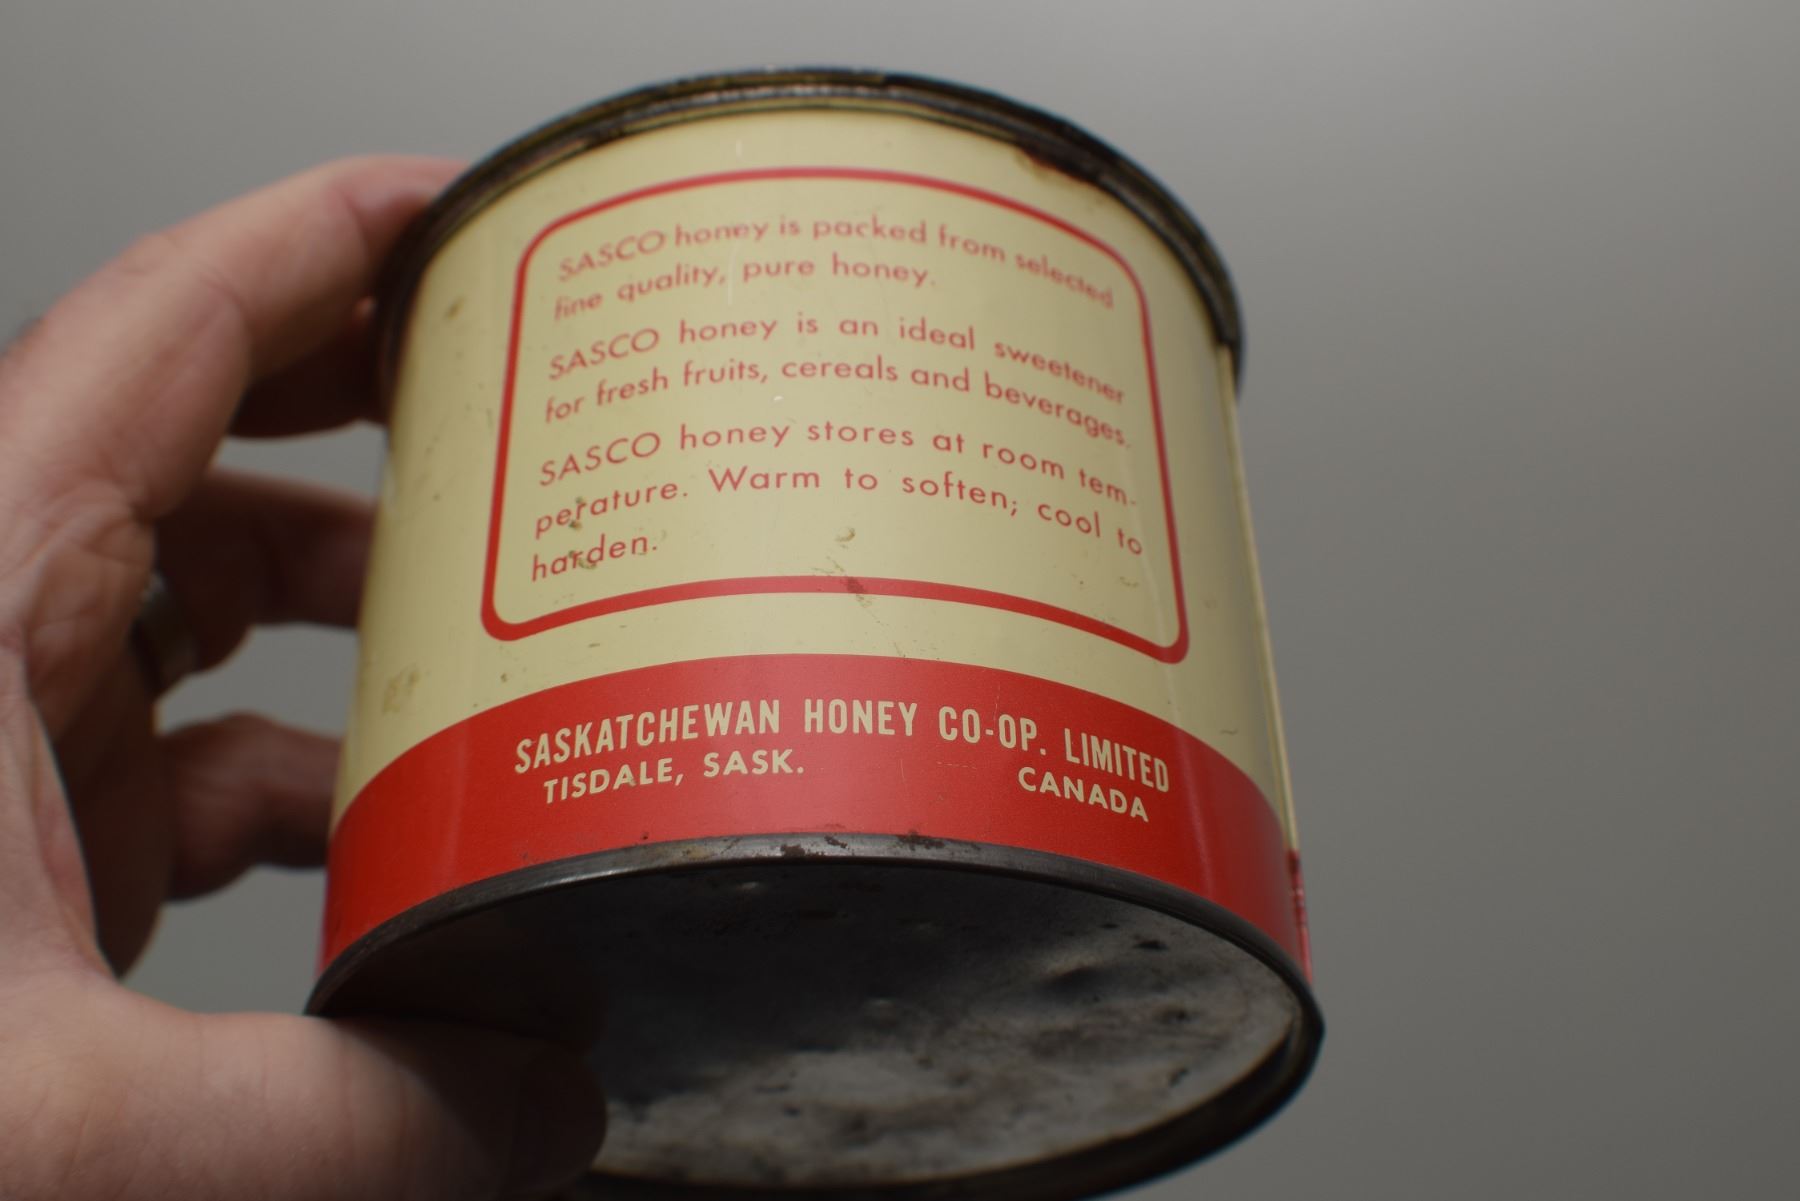 SASCO honey is packed from selected
fine quality, pure honey.
SASCO honey is an ideal sweetener
for fresh fruits, cereals and beverages.
SASCO honey stores at room tem-
perature. Warm to soften; cool to
harden.
SASKATCHEWAN HONEY CO-OP. LIMITED
TISDALE, SASK. CANADA